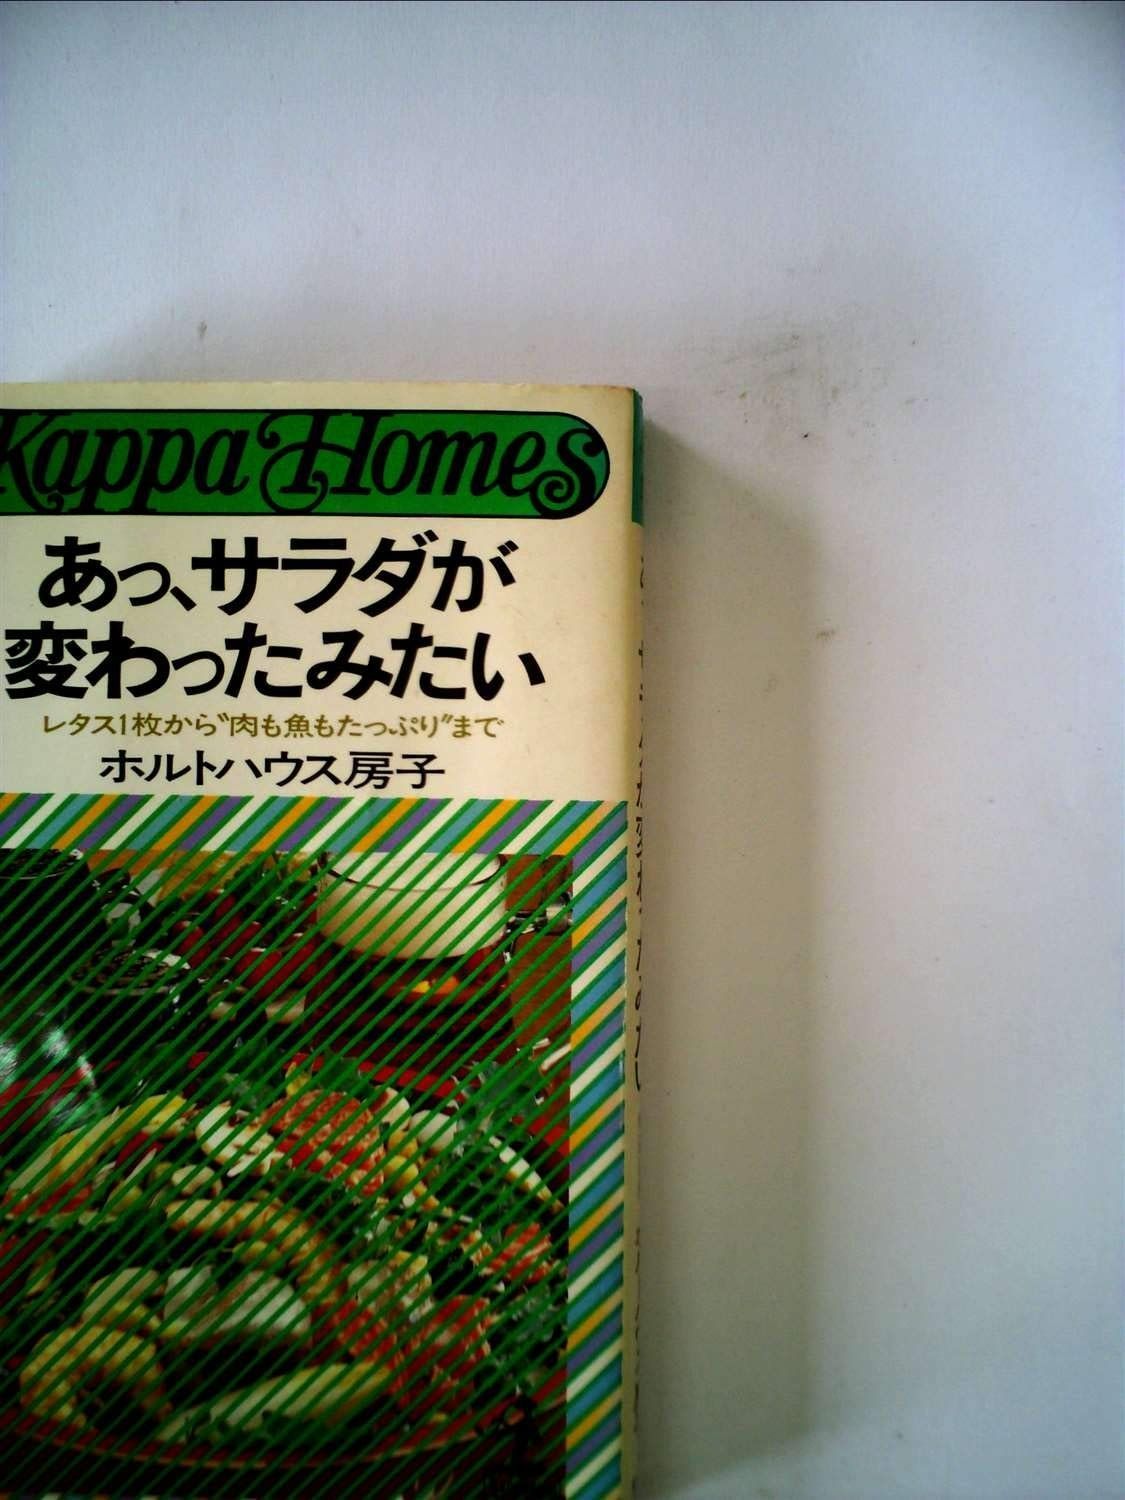 Kappa Homes
あっ、サラダが
変わったみたい
レタス1枚から〝肉も魚もたっぷり〟まで
ホルトハウス房子